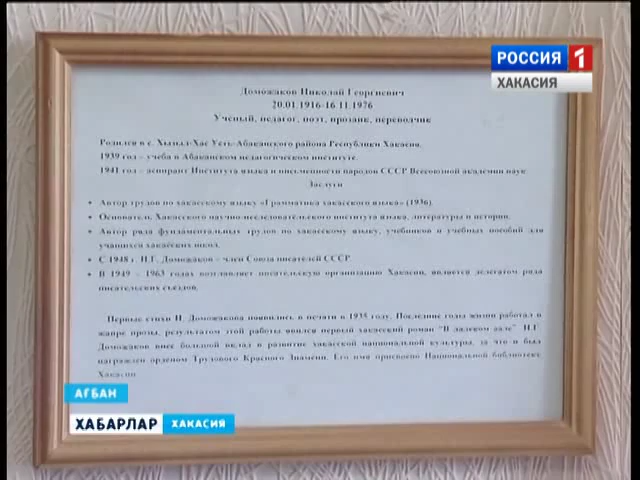 РОССИЯ 1
ХАКАСИЯ
Доможаков Николай Георгиевич
20.01.1916-16.11.1976
Ученый, педагог, поэт, прозаик, переводчик
Родился в с. Хызыл-Хас Усть-Абаканского района Республики Хакасия.
1939 год – учеба в Абаканском педагогическом институте.
1941 год – аспирант Института языка и письменности народов СССР Всесоюзной академии наук
Заслуги
• Автор трудов по хакасскому языку «Грамматика хакасского языка» (1936).
• Основатель Хакасского научно-исследовательского института языка, литературы и истории.
• Автор ряда фундаментальных трудов по хакасскому языку, учебников и учебных пособий для
учащихся хакасских школ.
• С 1948 г. Н.Г. Доможаков – член Союза писателей СССР
• В 1949 – 1963 годах возглавляет писательскую организацию Хакасии, является делегатом ряда
писательских съездов.
Первые стихи Н. Доможакова появились в печати в 1935 году. Последние годы жизни работал в
жанре прозы, результатом этой работы явился первый хакасский роман "В далеком аале". Н.Г.
Доможаков внес большой вклад в развитие хакасской национальной культуры, за что и был
награжден орденом Трудового Красного Знамени. Его имя присвоено Национальной библиотеке
Хакасии
АҒБАН
ХАБАРЛАР ХАКАСИЯ